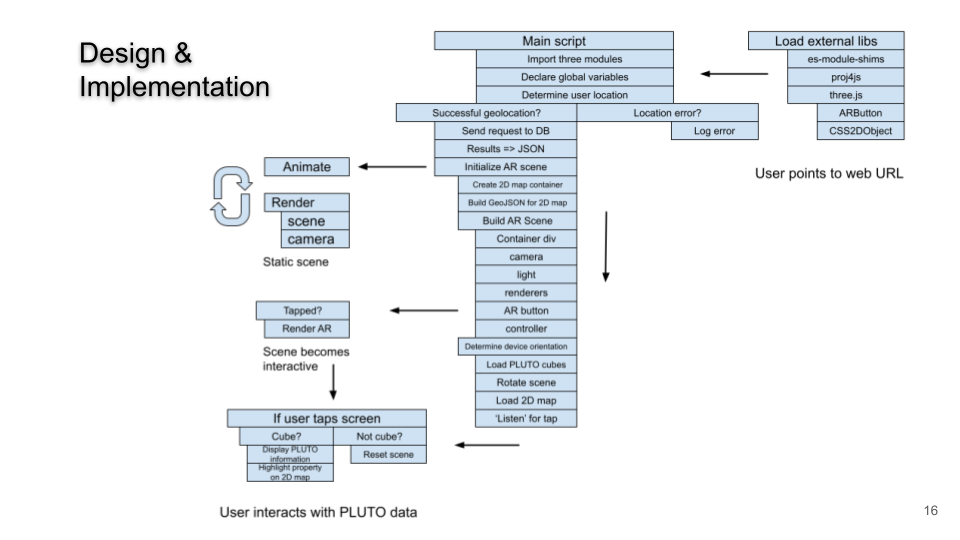 Design &
Implementation
Main script
Import three modules
Declare global variables
Determine user location
Successful geolocation?
Location error?
Send request to DB
Log error
Results => JSON
Initialize AR scene
Create 2D map container
Build GeoJSON for 2D map
Build AR Scene
Container div
camera
light
renderers
AR button
controller
Determine device orientation
Load PLUTO cubes
Rotate scene
Load 2D map
‘Listen’ for tap
Load external libs
es-module-shims
proj4js
three.js
ARButton
CSS2DObject
User points to web URL
Animate
Render
scene
camera
Static scene
Tapped?
Render AR
Scene becomes
interactive
If user taps screen
Cube?
Not cube?
Display PLUTO
information
Reset scene
Highlight property
on 2D map
User interacts with PLUTO data
16